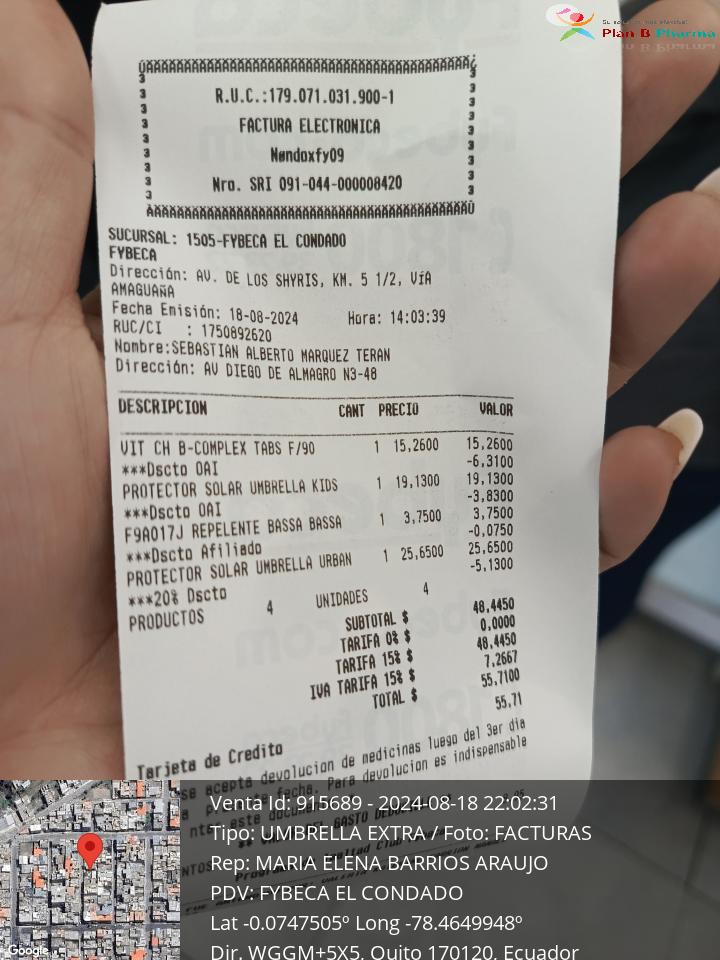 Plan B Pharma
R.U.C.:179.071.031.900-1
FACTURA ELECTRONICA
Nændoxfy09
Nro. SRI 091-044-000008420
SUCURSAL: 1505-FYBECA EL CONDADO
FYBECA
Dirección: AV. DE LOS SHYRIS, KM. 5 1/2, VíA
AMAGUAñA
Fecha Emisión: 18-08-2024 Hora: 14:03:39
RUC/CI : 1750892620
Nombre:SEBASTIAN ALBERTO MARQUEZ TERAN
Dirección: AV DIEGO DE ALMAGRO N3-48
DESCRIPCION CANT PRECIO VALOR
VIT CH B-COMPLEX TABS F/90 1 15,2600 15,2600
***Dscto OAI -6,3100
PROTECTOR SOLAR UMBRELLA KIDS 1 19,1300 19,1300
***Dscto OAI -3,8300
F9A017J REPELENTE BASSA BASSA 1 3,7500 3,7500
***Dscto Afiliado -0,0750
PROTECTOR SOLAR UMBRELLA URBAN 1 25,6500 25,6500
***20% Dscto -5,1300
PRODUCTOS 4 UNIDADES 4
SUBTOTAL $ 48,4450
TARIFA 0% $ 0,0000
TARIFA 15% $ 48,4450
IVA TARIFA 15% $ 7,2667
TOTAL $ 55,7100
55,71
Tarjeta de Credito
se acepta devolucion de medicinas luego del 3er dia
fecha. Para devolucion es indispensable
Venta Id: 915689 - 2024-08-18 22:02:31
Tipo: UMBRELLA EXTRA / Foto: FACTURAS
Rep: MARIA ELENA BARRIOS ARAUJO
PDV: FYBECA EL CONDADO
Lat -0.0747505º Long -78.4649948º
Dir. WGGM+5X5, Quito 170120, Ecuador
Google